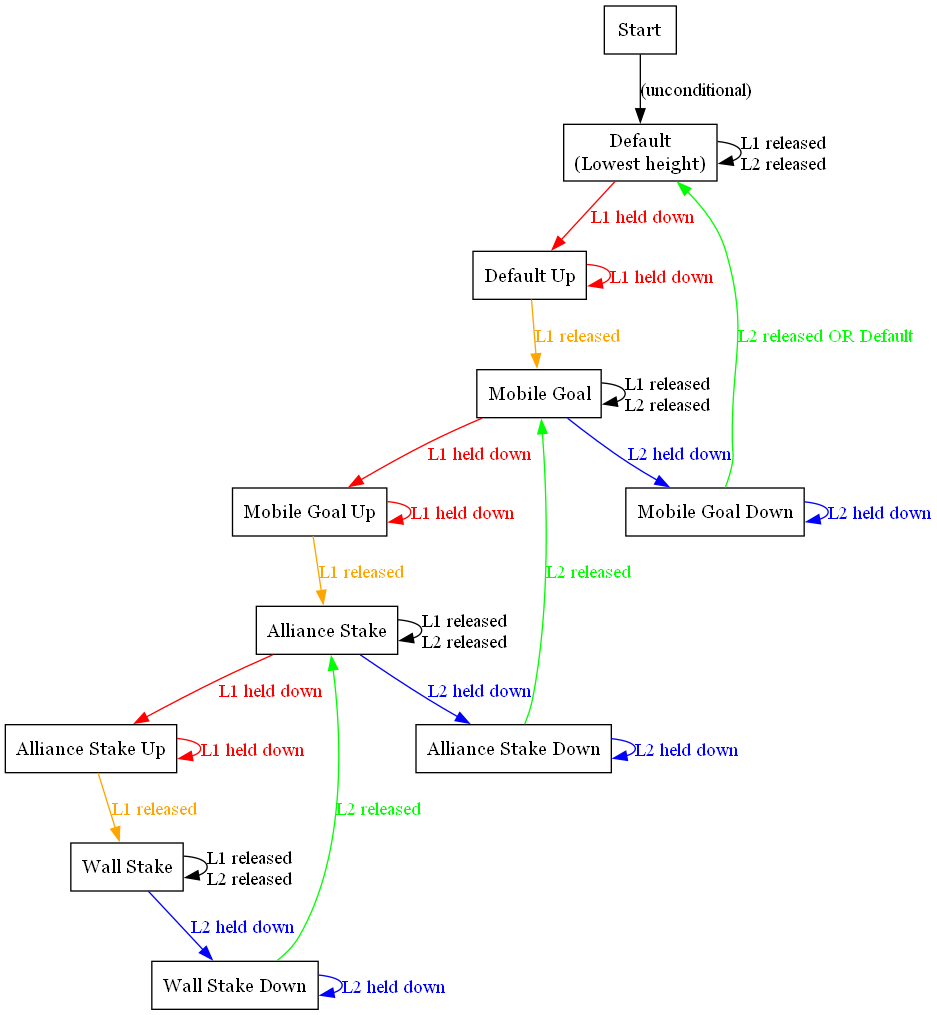 Start
(unconditional)
Default
(Lowest height)
L1 released
L2 released
L1 held down
Default Up
L1 held down
L1 released
L2 released OR Default
Mobile Goal
L1 released
L2 released
L1 held down
L2 held down
Mobile Goal Up
L1 held down
Mobile Goal Down
L2 held down
L1 released
L2 released
Alliance Stake
L1 released
L2 released
L1 held down
L2 held down
Alliance Stake Up
L1 held down
Alliance Stake Down
L2 held down
L1 released
L2 released
Wall Stake
L1 released
L2 released
L2 held down
Wall Stake Down
L2 held down